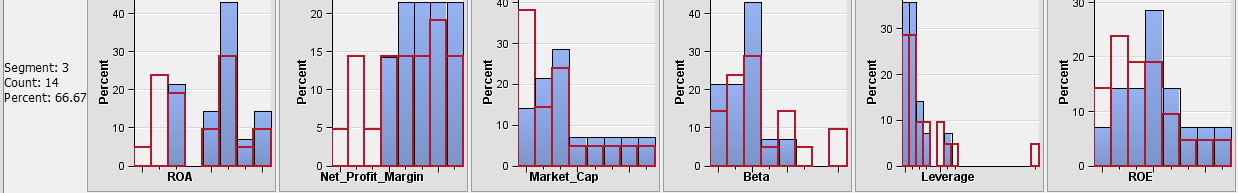 Segment: 3
Count: 14
Percent: 66.67
Percent
40
30
20
10
0
ROA
Percent
20
15
10
5
0
Net_Profit_Margin
Percent
40
30
20
10
0
Market_Cap
Percent
40
30
20
10
0
Beta
Percent
30
20
10
0
Leverage
Percent
30
20
10
0
ROE